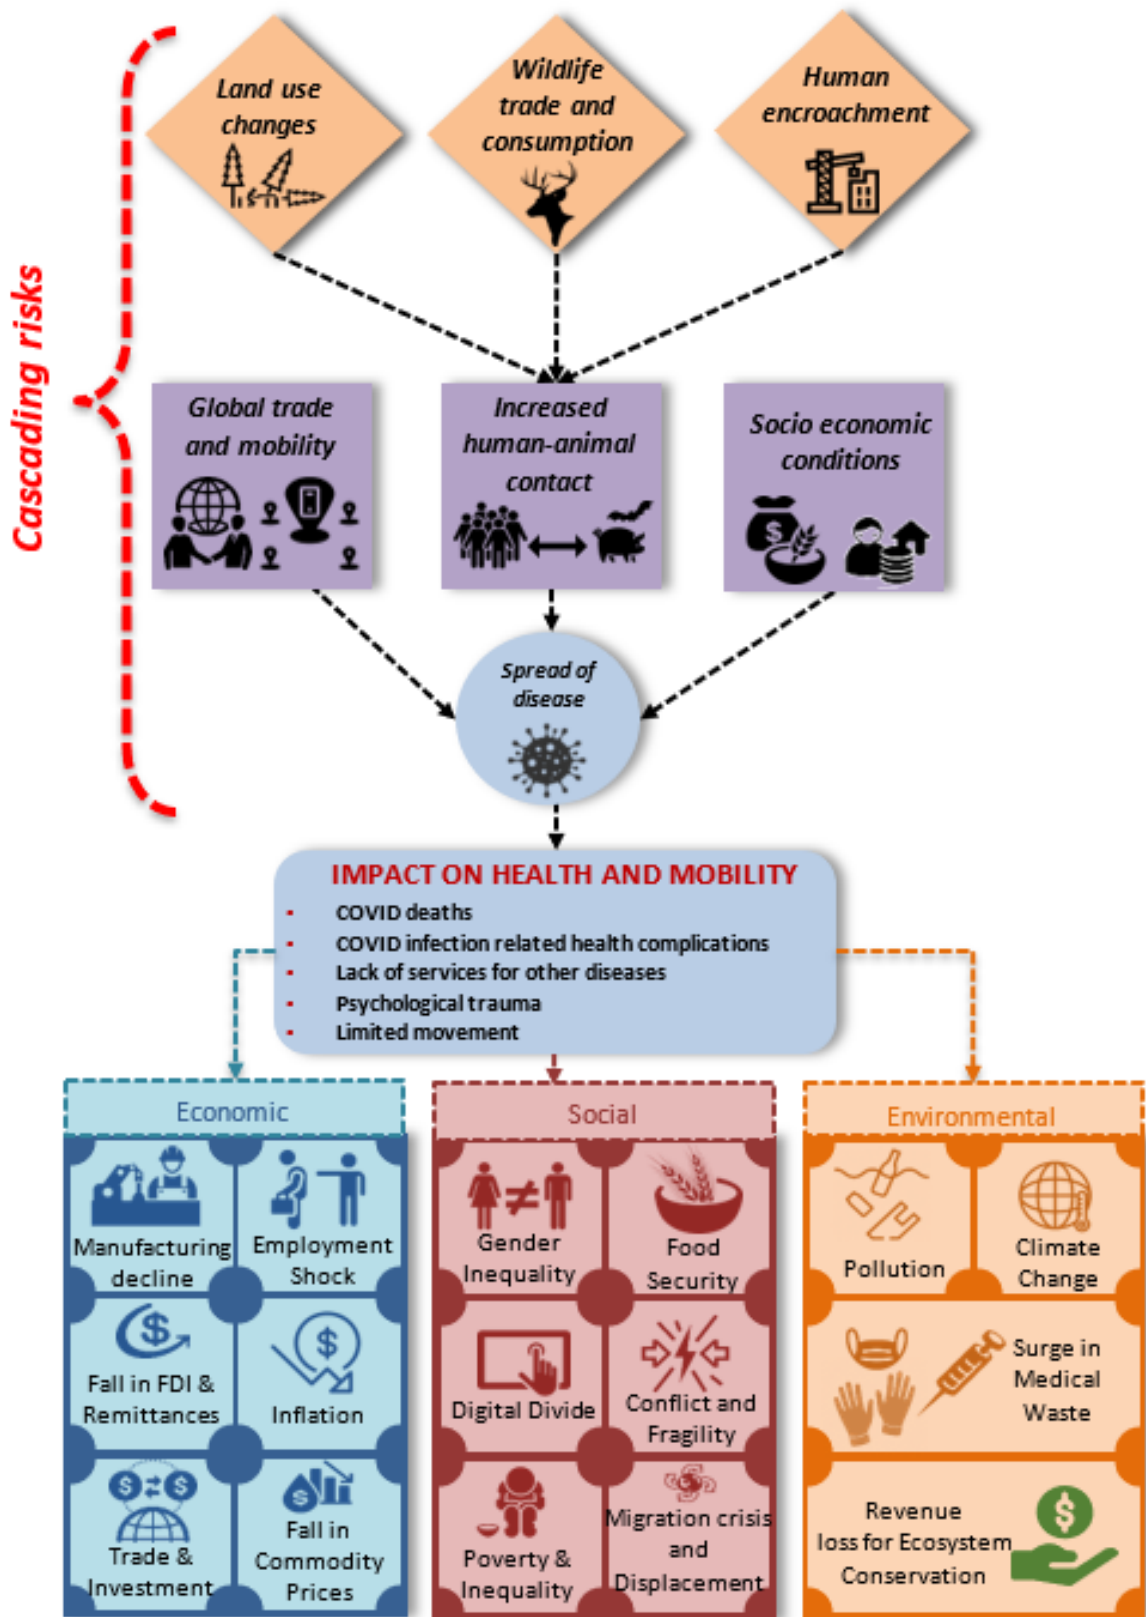 Cascading risks
Land use
changes
Wildlife
trade and
consumption
Human
encroachment
Global trade
and mobility
Increased
human-animal
contact
Socio economic
conditions
Spread of
disease
IMPACT ON HEALTH AND MOBILITY
▪ COVID deaths
▪ COVID infection related health complications
▪ Lack of services for other diseases
▪ Psychological trauma
▪ Limited movement
Economic
Manufacturing
decline
Employment
Shock
Fall in FDI &
Remittances
Inflation
Trade &
Investment
Fall in
Commodity
Prices
Social
Gender
Inequality
Food
Security
Digital Divide
Conflict and
Fragility
Poverty &
Inequality
Migration crisis
and
Displacement
Environmental
Pollution
Climate
Change
Surge in
Medical
Waste
Revenue
loss for Ecosystem
Conservation